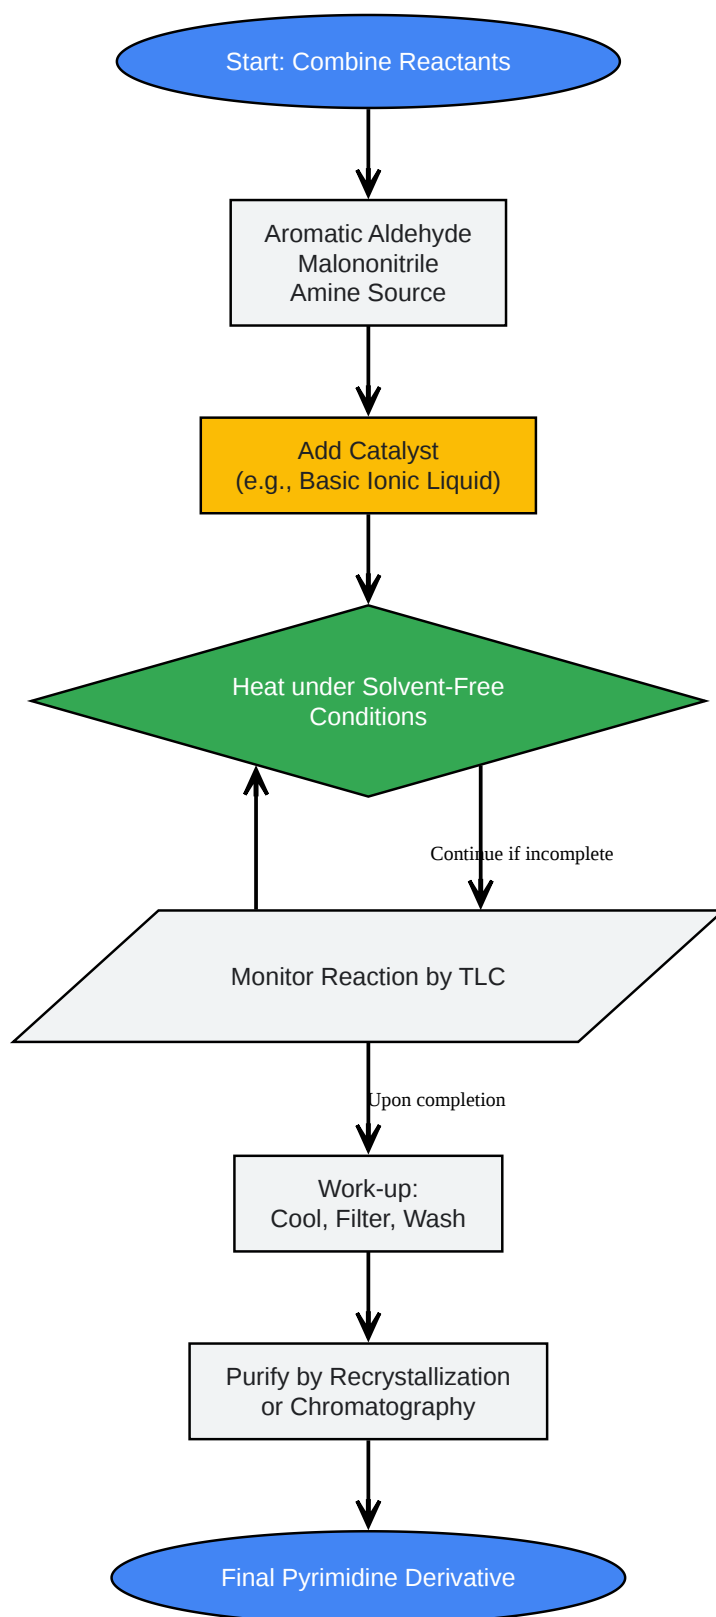 Start: Combine Reactants
Aromatic Aldehyde
Malononitrile
Amine Source
Add Catalyst
(e.g., Basic Ionic Liquid)
Heat under Solvent-Free
Conditions
Continue if incomplete
Monitor Reaction by TLC
Upon completion
Work-up:
Cool, Filter, Wash
Purify by Recrystallization
or Chromatography
Final Pyrimidine Derivative